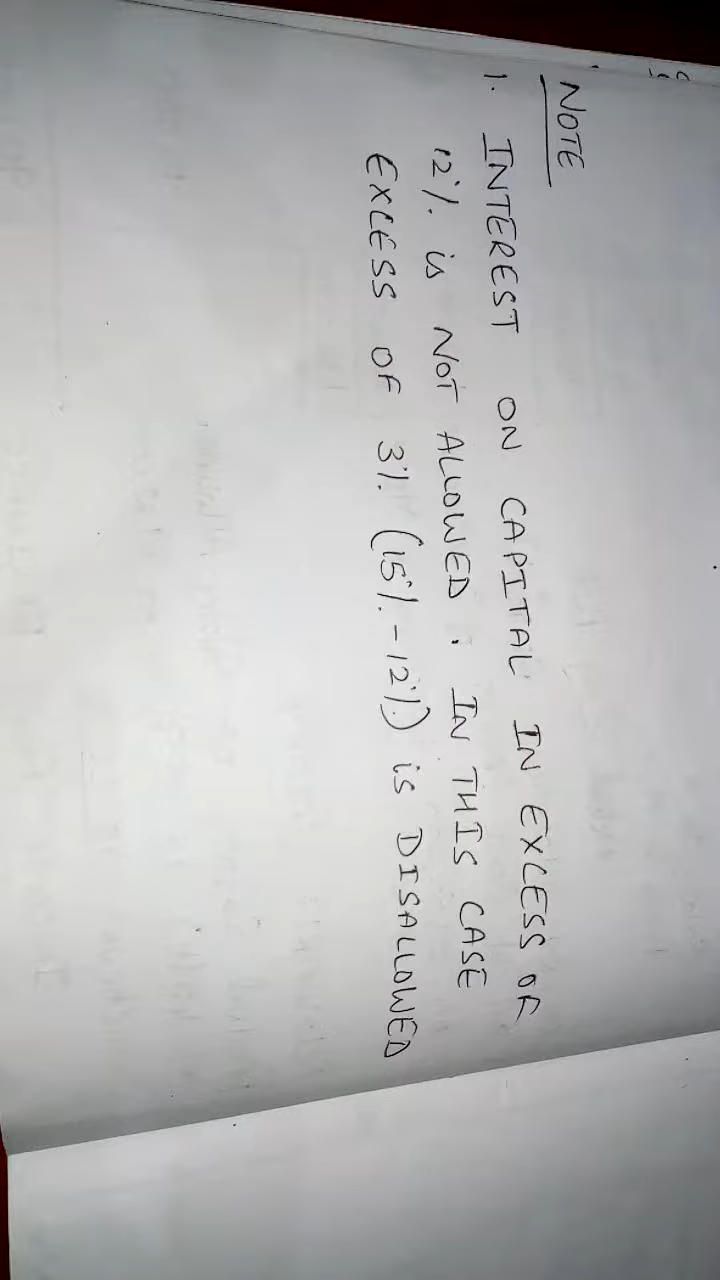 NOTE
1. INTEREST ON CAPITAL IN EXCESS OF
12%. is NOT ALLOWED. IN THIS CASE
EXCESS OF 3%. (15%. - 12%.) is DISALLOWED